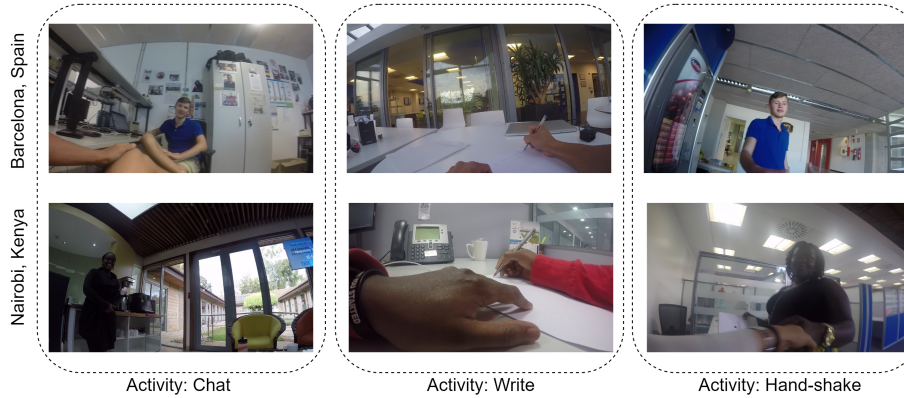 Barcelona, Spain
Nairobi, Kenya
Activity: Chat
Activity: Write
Activity: Hand-shake